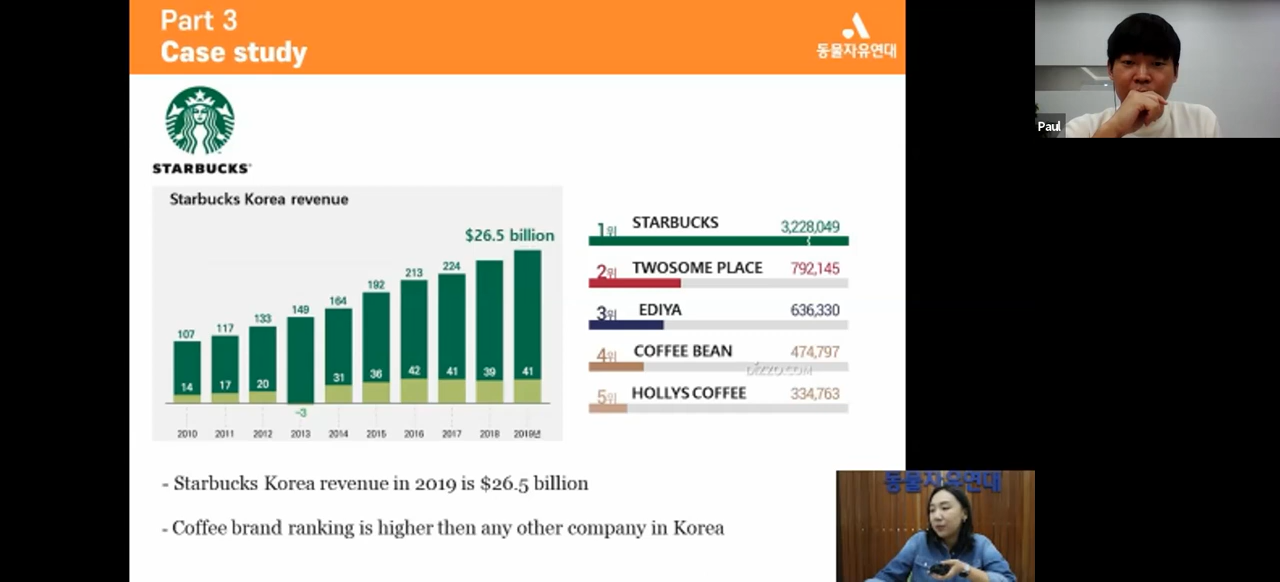 Part 3
Case study
동물자유연대
STARBUCKS
Starbucks Korea revenue
$26.5 billion
107 117 133 149 164 192 213 224
14 17 20 -3 31 36 42 41 39 41
2010 2011 2012 2013 2014 2015 2016 2017 2018 2019년
1위 STARBUCKS 3,228,049
2위 TWOSOME PLACE 792,145
3위 EDIYA 636,330
4위 COFFEE BEAN 474,797
DIZZO.COM
5위 HOLLYS COFFEE 334,763
- Starbucks Korea revenue in 2019 is $26.5 billion
- Coffee brand ranking is higher then any other company in Korea
Paul
동물자유연대